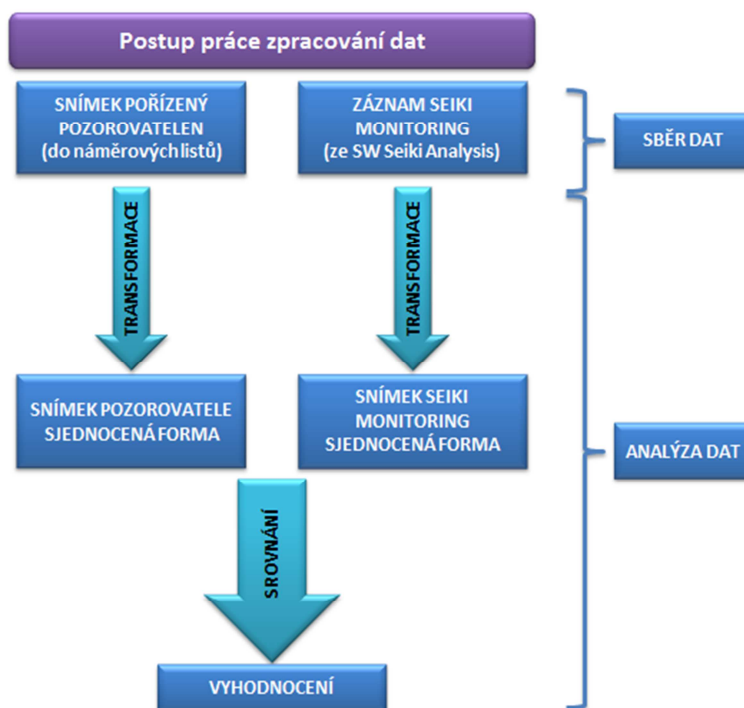 Postup práce zpracování dat
SNÍMEK POŘÍZENÝ
POZOROVATELEN
(do náměrových listů)
ZÁZNAM SEIKI
MONITORING
(ze SW Seiki Analysis)
SBĚR DAT
TRANSFORMACE
TRANSFORMACE
SNÍMEK POZOROVATELE
SJEDNOCENÁ FORMA
SNÍMEK SEIKI
MONITORING
SJEDNOCENÁ FORMA
ANALÝZA DAT
SROVNÁNÍ
VYHODNOCENÍ